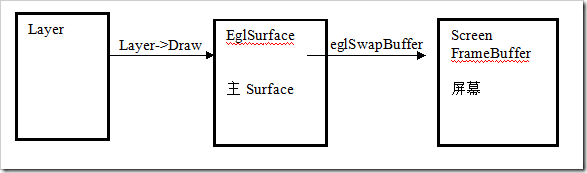 Layer
Layer->Draw
EglSurface
主 Surface
eglSwapBuffer
Screen
FrameBuffer
屏幕